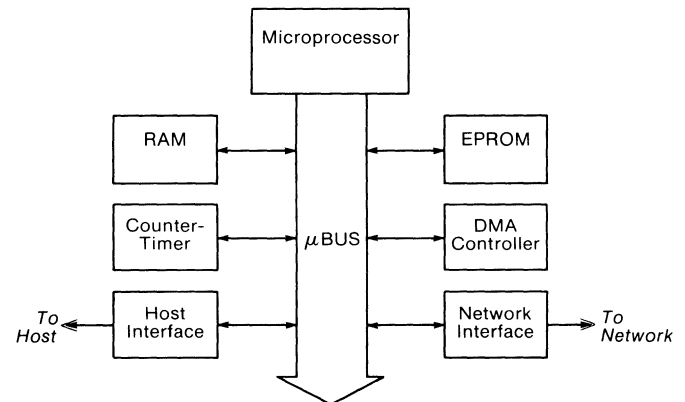 Microprocessor
RAM
EPROM
Counter-
Timer
μBUS
DMA
Controller
To
Host
Host
Interface
Network
Interface
To
Network